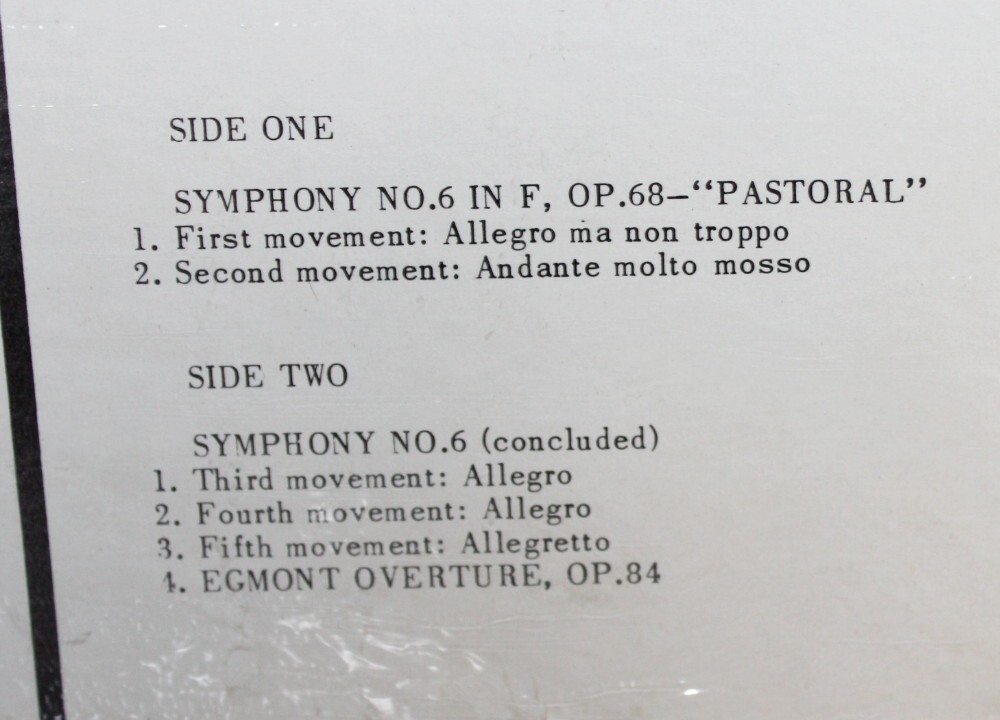 SIDE ONE
SYMPHONY NO.6 IN F, OP.68–“PASTORAL”
1. First movement: Allegro ma non troppo
2. Second movement: Andante molto mosso
SIDE TWO
SYMPHONY NO.6 (concluded)
1. Third movement: Allegro
2. Fourth movement: Allegro
3. Fifth movement: Allegretto
4. EGMONT OVERTURE, OP.84